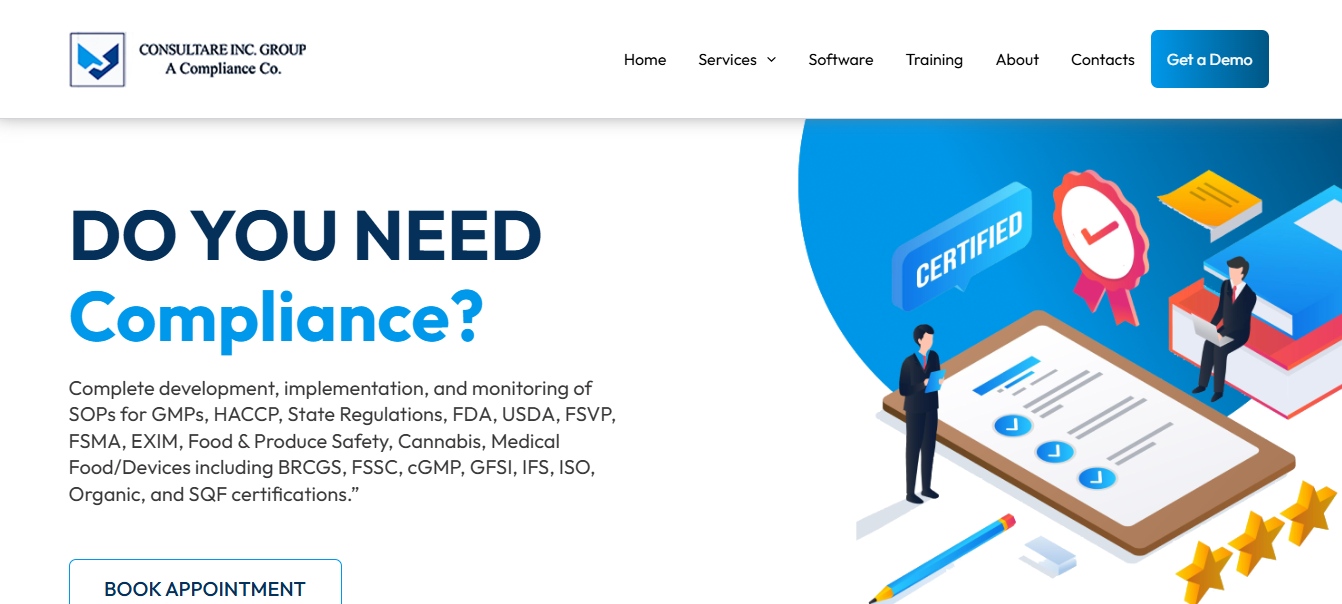 CONSULTARE INC. GROUP
A Compliance Co.
Home
Services
Software
Training
About
Contacts
Get a Demo
DO YOU NEED
Compliance?
Complete development, implementation, and monitoring of
SOPs for GMPs, HACCP, State Regulations, FDA, USDA, FSVP,
FSMA, EXIM, Food & Produce Safety, Cannabis, Medical
Food/Devices including BRCGS, FSSC, cGMP, GFSI, IFS, ISO,
Organic, and SQF certifications.”
BOOK APPOINTMENT
CERTIFIED